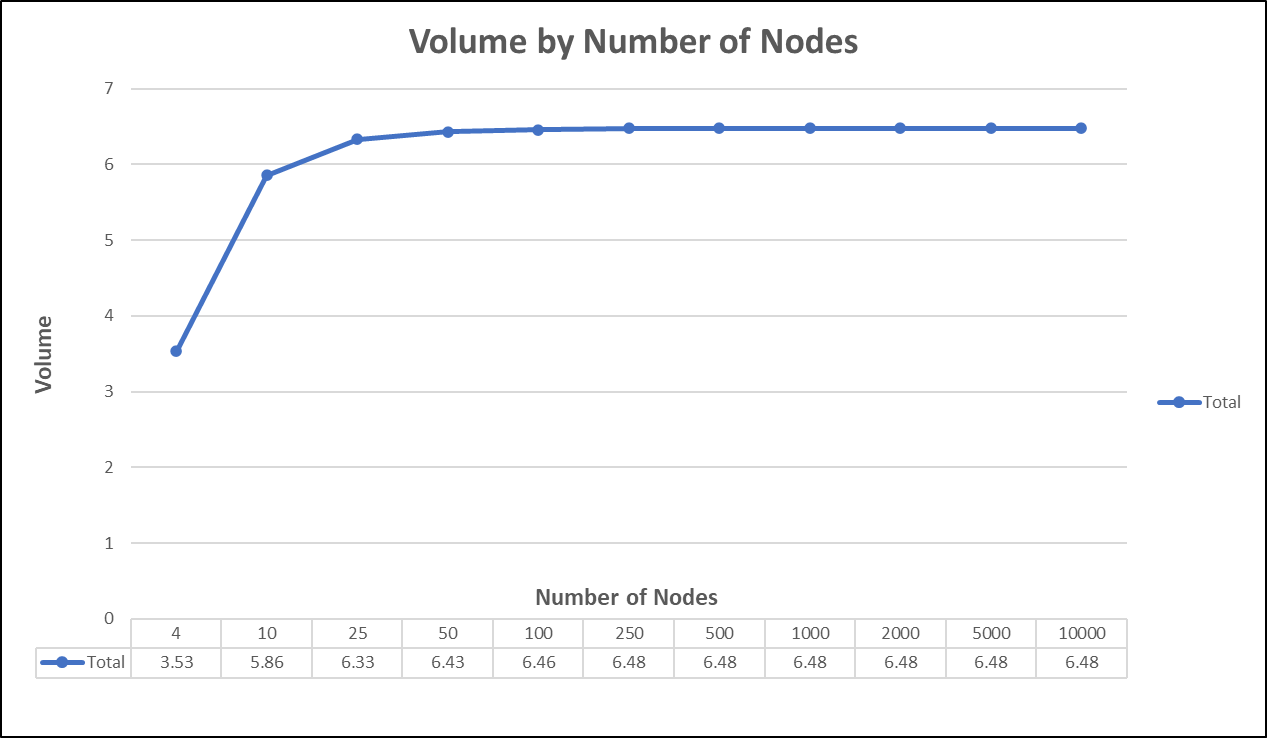 Volume by Number of Nodes
7
6
5
4
3
2
1
0
Volume
Total
Number of Nodes
4 10 25 50 100 250 500 1000 2000 5000 10000
Total 3.53 5.86 6.33 6.43 6.46 6.48 6.48 6.48 6.48 6.48 6.48